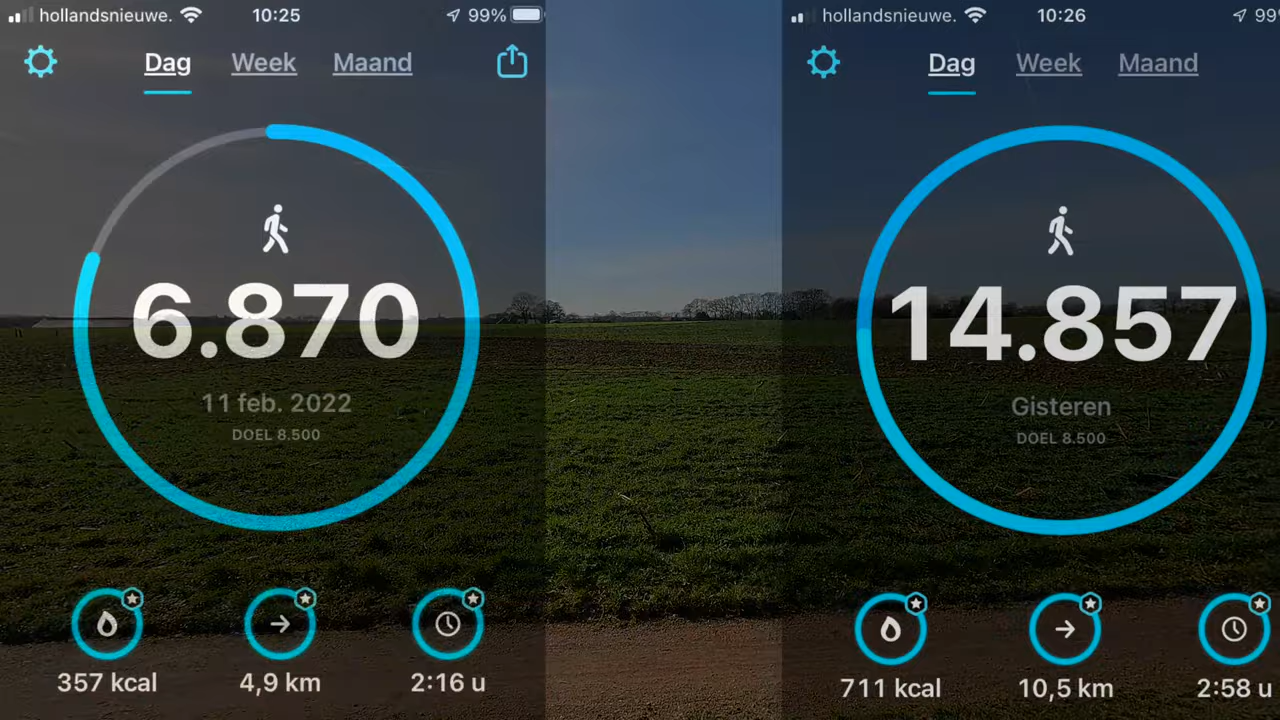 hollandsnieuwe. 10:25 99%
Dag Week Maand
6.870
11 feb. 2022
DOEL 8.500
357 kcal 4,9 km 2:16 u
hollandsnieuwe. 10:26 99
Dag Week Maand
14.857
Gisteren
DOEL 8.500
711 kcal 10,5 km 2:58 u